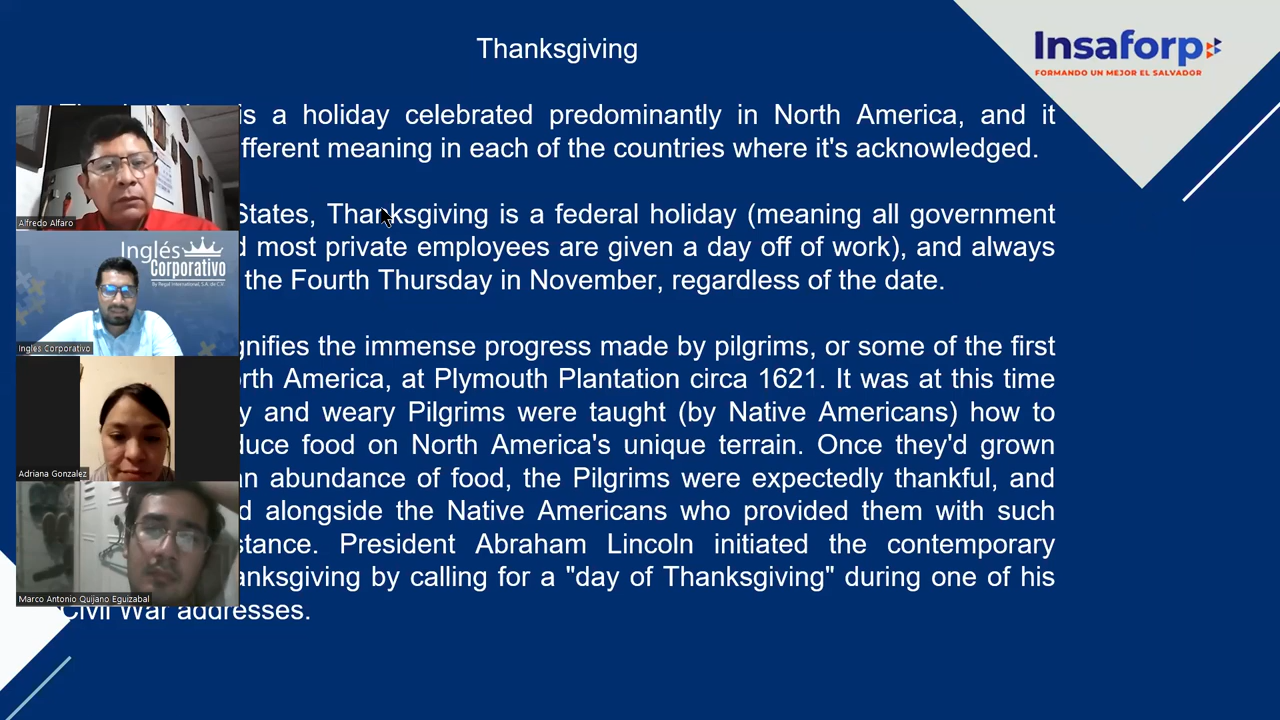 Thanksgiving
Insaforp
FORMANDO UN MEJOR EL SALVADOR
is a holiday celebrated predominantly in North America, and it
fferent meaning in each of the countries where it's acknowledged.
States, Thanksgiving is a federal holiday (meaning all government
d most private employees are given a day off of work), and always
the Fourth Thursday in November, regardless of the date.
gnifies the immense progress made by pilgrims, or some of the first
rth America, at Plymouth Plantation circa 1621. It was at this time
y and weary Pilgrims were taught (by Native Americans) how to
duce food on North America's unique terrain. Once they'd grown
an abundance of food, the Pilgrims were expectedly thankful, and
d alongside the Native Americans who provided them with such
stance. President Abraham Lincoln initiated the contemporary
anksgiving by calling for a "day of Thanksgiving" during one of his
Civil War addresses.
Alfredo Alfaro
Inglés
Corporativo
By Regal International, S.A. de C.V.
Inglés Corporativo
Adriana Gonzalez
Marco Antonio Quijano Eguizabal